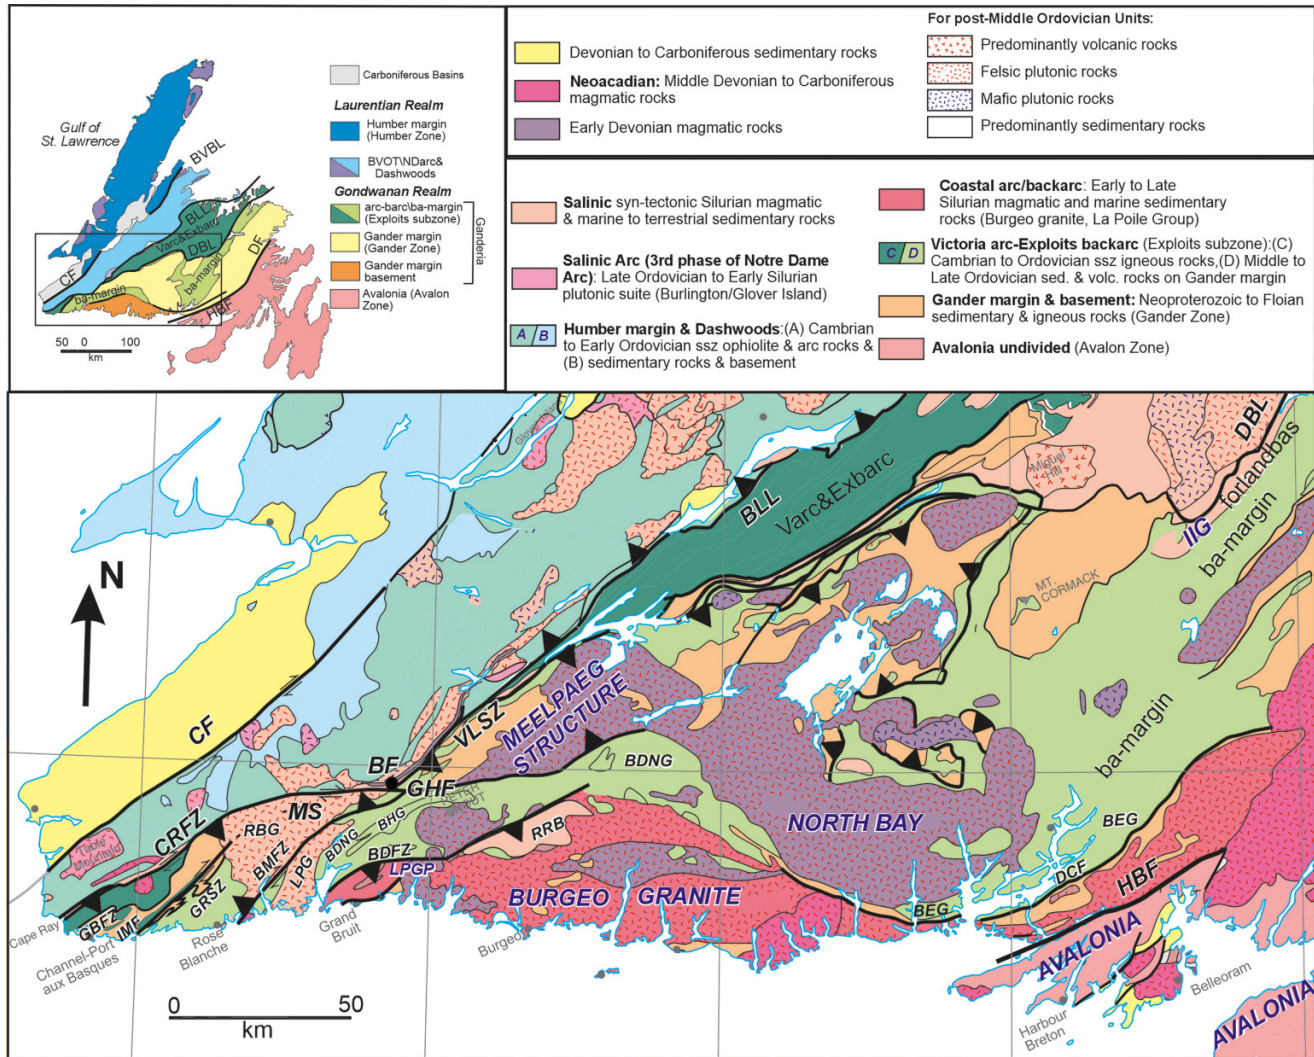 Gulf of
St. Lawrence
BVBL
BLL
Varc&Exbarc
DBL
DF
ba-margin
ba-margin
CF
HBF
50 0 100
km
Carboniferous Basins
Laurentian Realm
Humber margin
(Humber Zone)
BVOT\NDarc&
Dashwoods
Gondwanan Realm
arc-barc\ba-margin
(Exploits subzone)
Gander margin
(Gander Zone)
Gander margin
basement
Avalonia (Avalon
Zone)
Ganderia
Devonian to Carboniferous sedimentary rocks
Neoacadian: Middle Devonian to Carboniferous
magmatic rocks
Early Devonian magmatic rocks
For post-Middle Ordovician Units:
Predominantly volcanic rocks
Felsic plutonic rocks
Mafic plutonic rocks
Predominantly sedimentary rocks
Salinic syn-tectonic Silurian magmatic
& marine to terrestrial sedimentary rocks
Salinic Arc (3rd phase of Notre Dame
Arc): Late Ordovician to Early Silurian
plutonic suite (Burlington/Glover Island)
A B
Humber margin & Dashwoods:(A) Cambrian
to Early Ordovician ssz ophiolite & arc rocks &
(B) sedimentary rocks & basement
Coastal arc/backarc: Early to Late
Silurian magmatic and marine sedimentary
rocks (Burgeo granite, La Poile Group)
C D
Victoria arc-Exploits backarc (Exploits subzone):(C)
Cambrian to Ordovician ssz igneous rocks,(D) Middle to
Late Ordovician sed. & volc. rocks on Gander margin
Gander margin & basement: Neoproterozoic to Floian
sedimentary & igneous rocks (Gander Zone)
Avalonia undivided (Avalon Zone)
N
BLL
Varc&Exbarc
Miguel
Hill
DBL
forlandbas
IIG
ba-margin
MT.
CORMACK
MEELPAEG
STRUCTURE
VLSZ
CF
BF
GHF
BDNG
ba-margin
MS
CRFZ
RBG
BHG
BDNG
BMFZ
LPG
BDFZ
RRB
NORTH BAY
BEG
Table
Mountain
LPGP
DCF
HBF
GRSZ
BURGEO GRANITE
BEG
GBFZ
IMF
Cape Ray
Channel-Port
aux Basques
Rose
Blanche
Grand
Bruit
Burgeo
AVALONIA
Belleoram
Harbour
Breton
AVALONIA
0 50
km